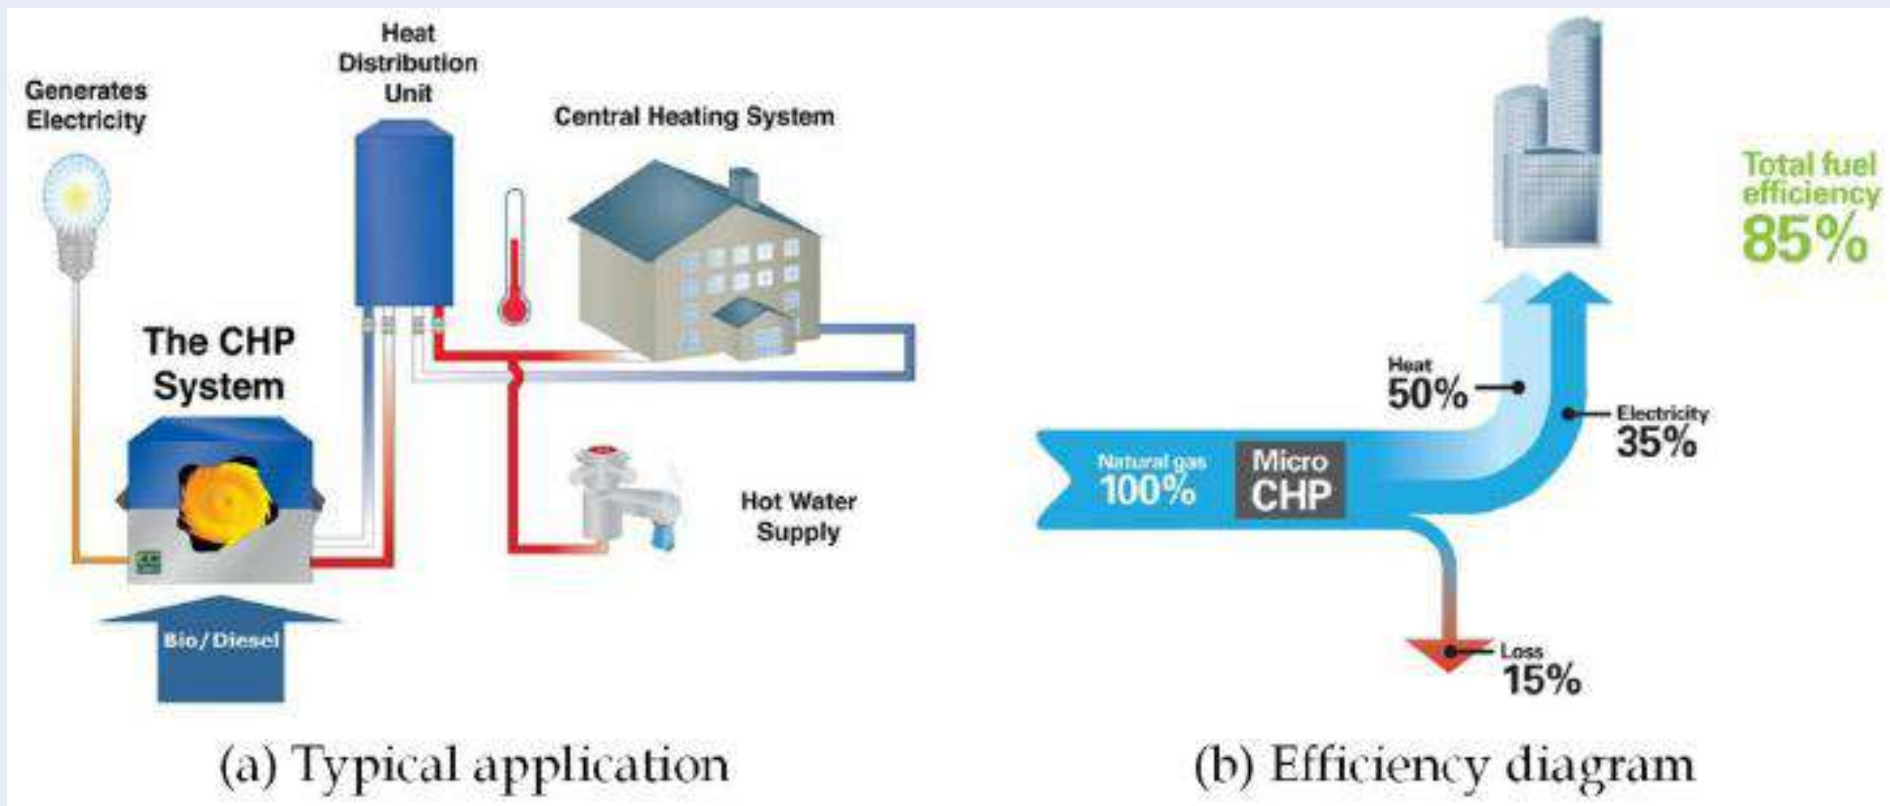 Heat
Distribution
Unit
Generates
Electricity
Central Heating System
The CHP
System
Hot Water
Supply
Bio/Diesel
(a) Typical application
Total fuel
efficiency
85%
Heat
50%
Electricity
35%
Natural gas
100%
Micro
CHP
Loss
15%
(b) Efficiency diagram